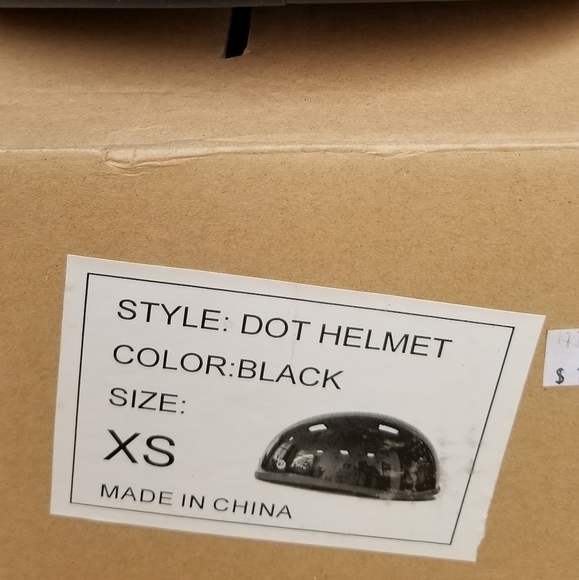 STYLE: DOT HELMET
COLOR:BLACK
SIZE:
XS
MADE IN CHINA
$